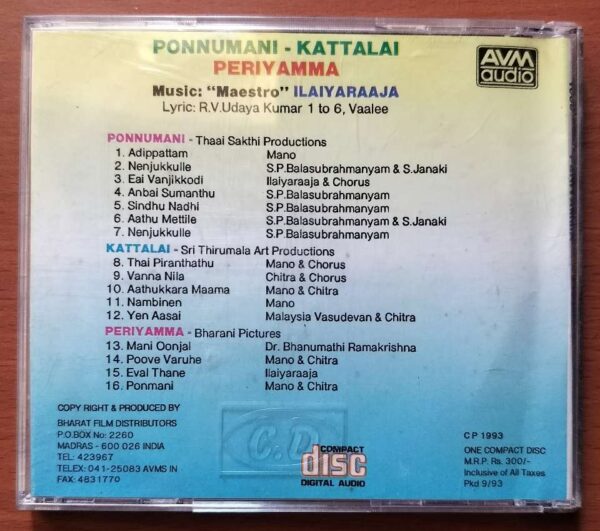 PONNUMANI - KATTALAI
PERIYAMMA
AVM
audio
Music: "Maestro" ILAIYARAAJA
Lyric: R.V.Udaya Kumar 1 to 6, Vaalee
PONNUMANI - Thaai Sakthi Productions
1. Adippattam Mano
2. Nenjukkulle S.P.Balasubrahmanyam & S.Janaki
3. Eai Vanjikkodi Ilaiyaraaja & Chorus
4. Anbai Sumanthu S.P.Balasubrahmanyam
5. Sindhu Nadhi S.P.Balasubrahmanyam
6. Aathu Mettile S.P.Balasubrahmanyam & S.Janaki
7. Nenjukkulle S.P.Balasubrahmanyam
KATTALAI - Sri Thirumala Art Productions
8. Thai Piranthathu Mano & Chorus
9. Vanna Nila Chitra & Chorus
10. Aathukkara Maama Mano & Chitra
11. Nambinen Mano
12. Yen Aasai Malaysia Vasudevan & Chitra
PERIYAMMA - Bharani Pictures
13. Mani Oonjal Dr. Bhanumathi Ramakrishna
14. Poove Varuhe Mano & Chitra
15. Eval Thane Ilaiyaraaja
16. Ponmani Mano & Chitra
COPY RIGHT & PRODUCED BY
BHARAT FILM DISTRIBUTORS
P.O.BOX No: 2260
MADRAS - 600 026 INDIA
TEL: 423967
TELEX: 041-25083 AVMS IN
FAX: 4831770
C.D
COMPACT
disc
DIGITAL AUDIO
C P 1993
ONE COMPACT DISC
M.R.P. Rs. 300/-
Inclusive of All Taxes
Pkd 9/93